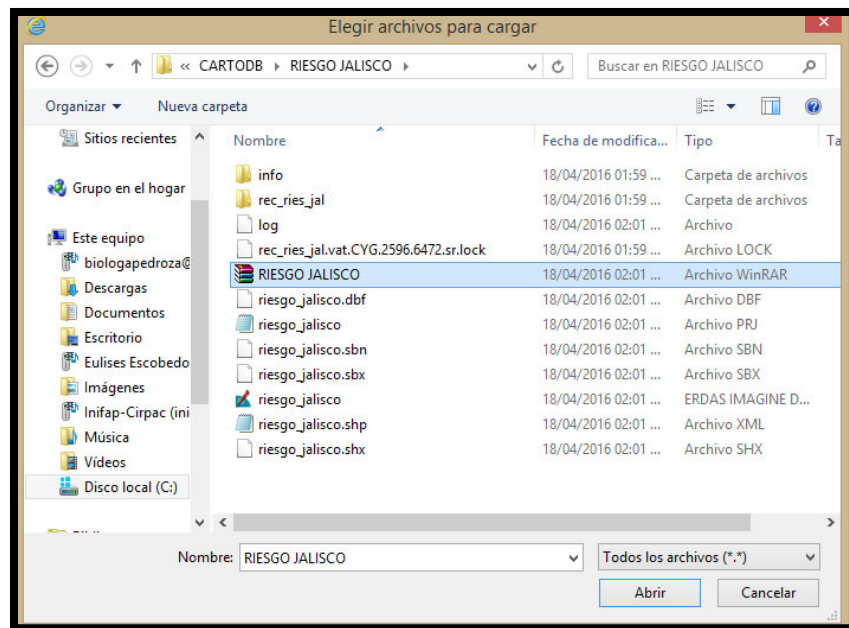 Elegir archivos para cargar
« CARTODB RIESGO JALISCO
Buscar en RIESGO JALISCO
Organizar Nueva carpeta
Nombre Fecha de modifica... Tipo Ta
Sitios recientes
Grupo en el hogar
Este equipo
biologapedroza@
Descargas
Documentos
Escritorio
Eulises Escobedo
Imágenes
Inifap-Cirpac (ini
Música
Vídeos
Disco local (C:)
info 18/04/2016 01:59 ... Carpeta de archivos
rec_ries_jal 18/04/2016 01:59 ... Carpeta de archivos
log 18/04/2016 02:01 ... Archivo
rec_ries_jal.vat.CYG.2596.6472.sr.lock 18/04/2016 01:59 ... Archivo LOCK
RIESGO JALISCO 18/04/2016 02:01 ... Archivo WinRAR
riesgo_jalisco.dbf 18/04/2016 02:01 ... Archivo DBF
riesgo_jalisco 18/04/2016 02:01 ... Archivo PRJ
riesgo_jalisco.sbn 18/04/2016 02:01 ... Archivo SBN
riesgo_jalisco.sbx 18/04/2016 02:01 ... Archivo SBX
riesgo_jalisco 18/04/2016 02:01 ... ERDAS IMAGINE D...
riesgo_jalisco.shp 18/04/2016 02:01 ... Archivo XML
riesgo_jalisco.shx 18/04/2016 02:01 ... Archivo SHX
Nombre: RIESGO JALISCO Todos los archivos (*.*)
Abrir Cancelar